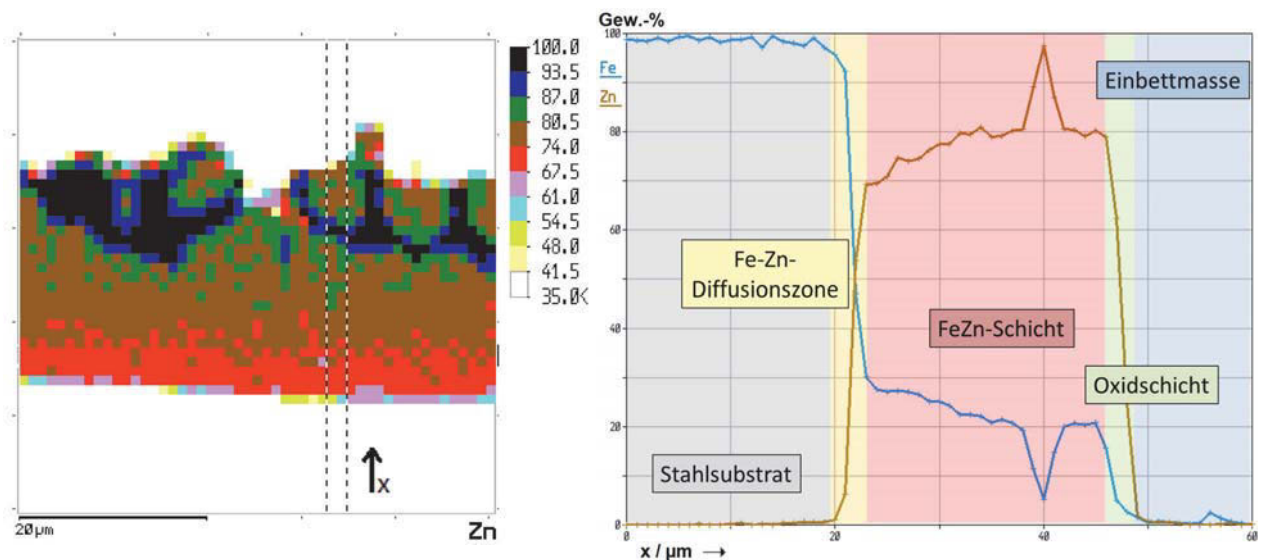 100.0
93.5
87.0
80.5
74.0
67.5
61.0
54.5
48.0
41.5
35.0K
20µm
x
Zn
Gew.-%
100
80
60
40
20
0
Fe
Zn
Einbettmasse
Fe-Zn-
Diffusionszone
FeZn-Schicht
Oxidschicht
Stahlsubstrat
0
20
40
60
x / µm →